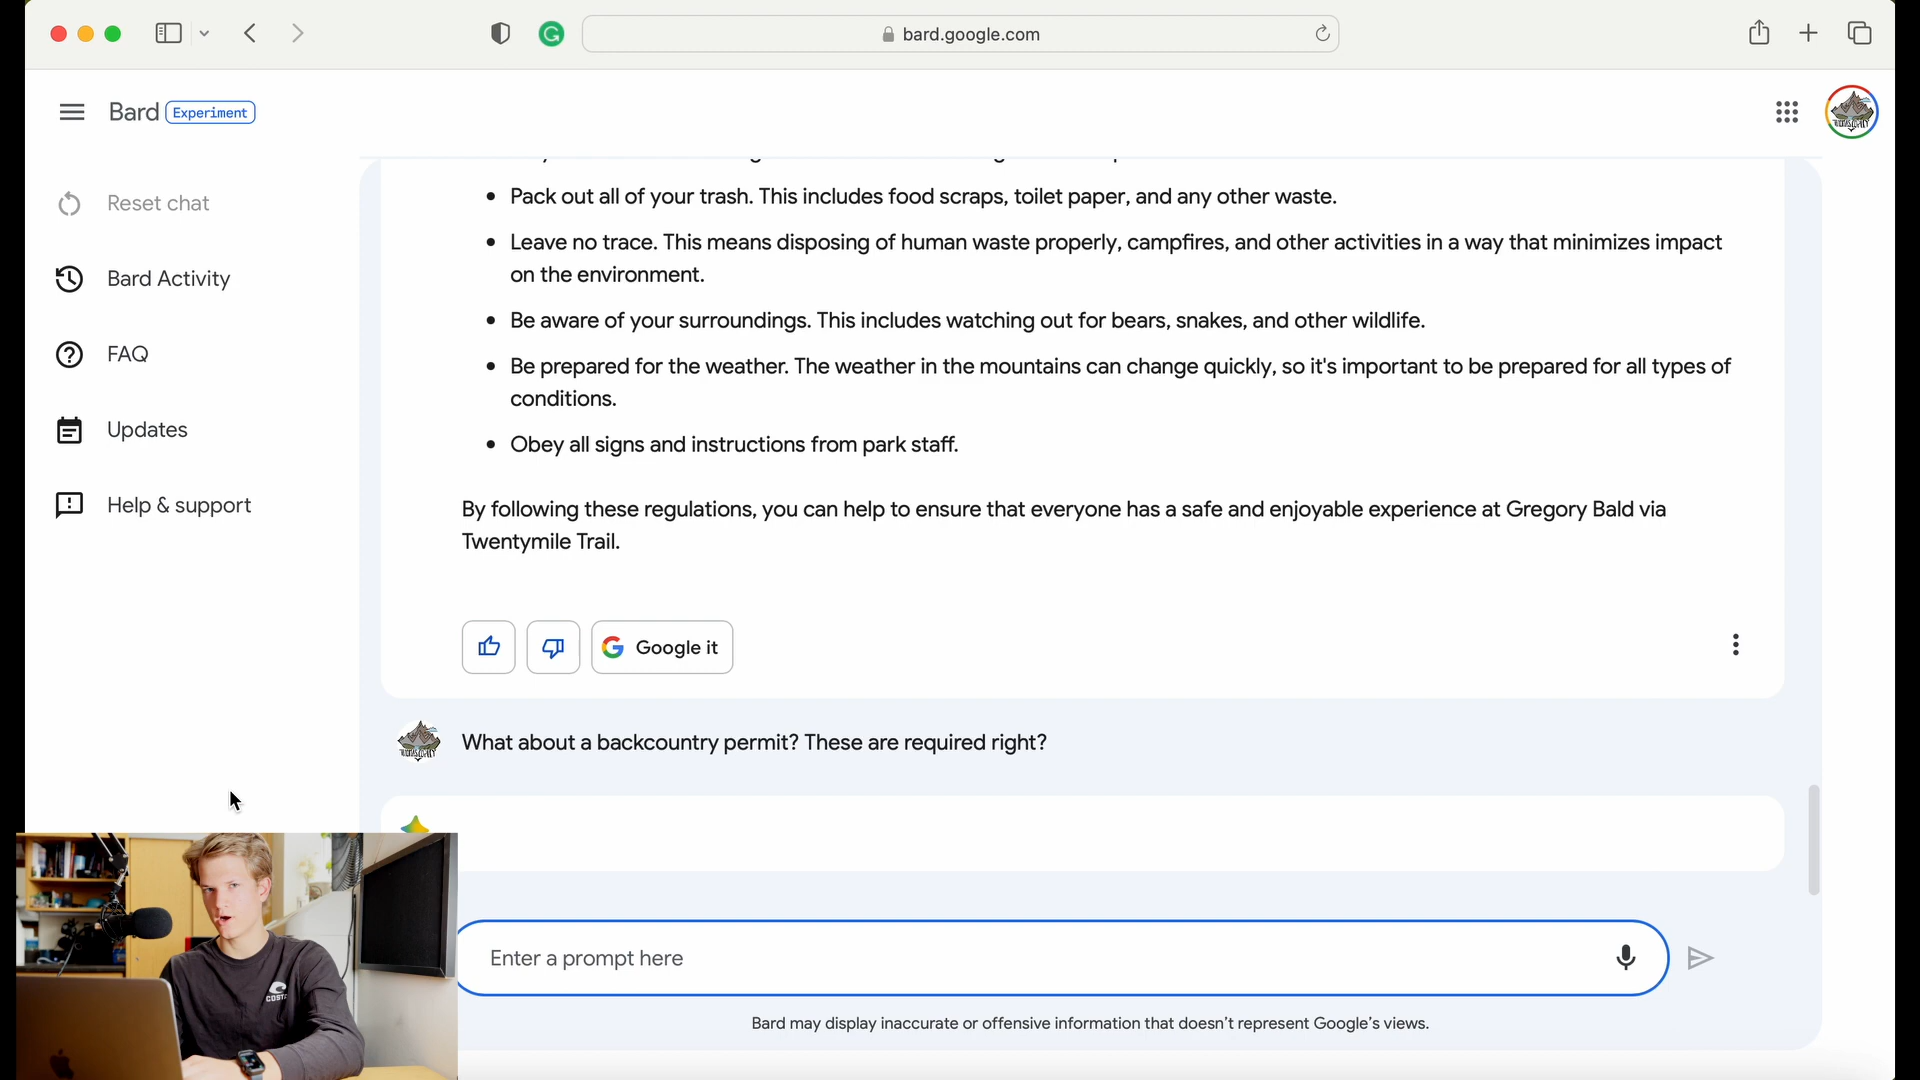 bard.google.com
Bard Experiment
Reset chat
Bard Activity
FAQ
Updates
Help & support
• Pack out all of your trash. This includes food scraps, toilet paper, and any other waste.
• Leave no trace. This means disposing of human waste properly, campfires, and other activities in a way that minimizes impact
on the environment.
• Be aware of your surroundings. This includes watching out for bears, snakes, and other wildlife.
• Be prepared for the weather. The weather in the mountains can change quickly, so it's important to be prepared for all types of
conditions.
• Obey all signs and instructions from park staff.
By following these regulations, you can help to ensure that everyone has a safe and enjoyable experience at Gregory Bald via
Twentymile Trail.
Google it
What about a backcountry permit? These are required right?
Enter a prompt here
Bard may display inaccurate or offensive information that doesn't represent Google's views.
COSTA